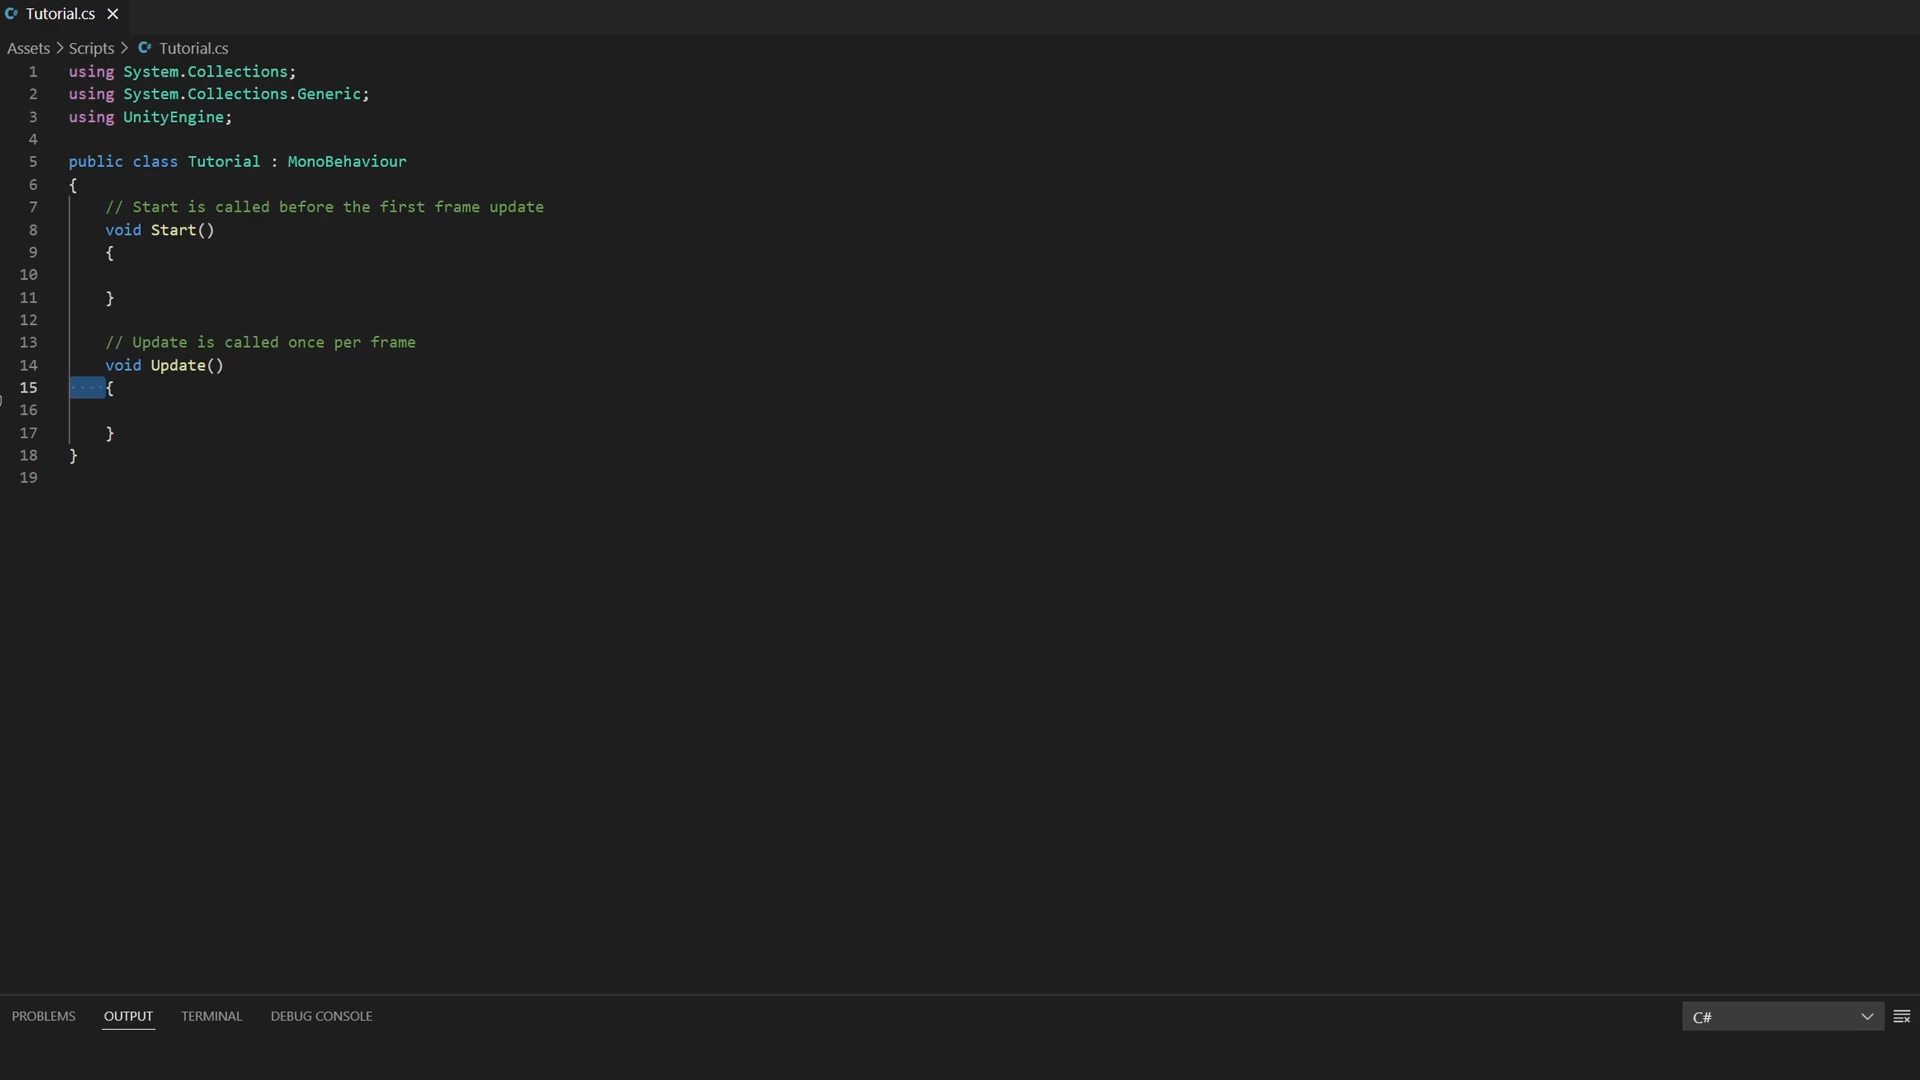 Tutorial.cs
Assets > Scripts > Tutorial.cs
1 using System.Collections;
2 using System.Collections.Generic;
3 using UnityEngine;
4
5 public class Tutorial : MonoBehaviour
6 {
7     // Start is called before the first frame update
8     void Start()
9     {
10
11     }
12
13     // Update is called once per frame
14     void Update()
15     {
16
17     }
18 }
19
PROBLEMS OUTPUT TERMINAL DEBUG CONSOLE C#